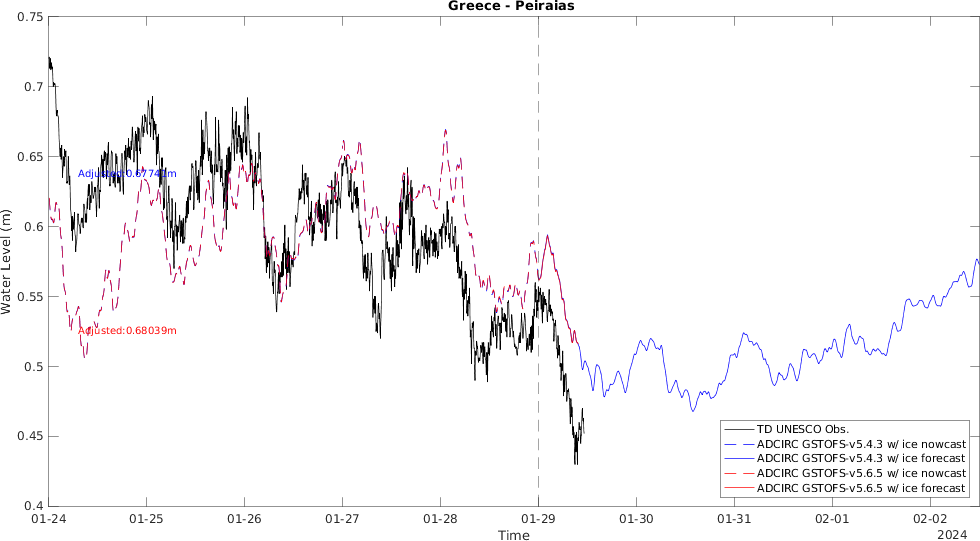 Greece - Peiraias
0.75
0.7
0.65
0.6
0.55
0.5
0.45
0.4
Water Level (m)
Adjusted:0.67741m
Adjusted:0.68039m
TD UNESCO Obs.
ADCIRC GSTOFS-v5.4.3 w/ ice nowcast
ADCIRC GSTOFS-v5.4.3 w/ ice forecast
ADCIRC GSTOFS-v5.6.5 w/ ice nowcast
ADCIRC GSTOFS-v5.6.5 w/ ice forecast
01-24 01-25 01-26 01-27 01-28 01-29 01-30 01-31 02-01 02-02
Time
2024